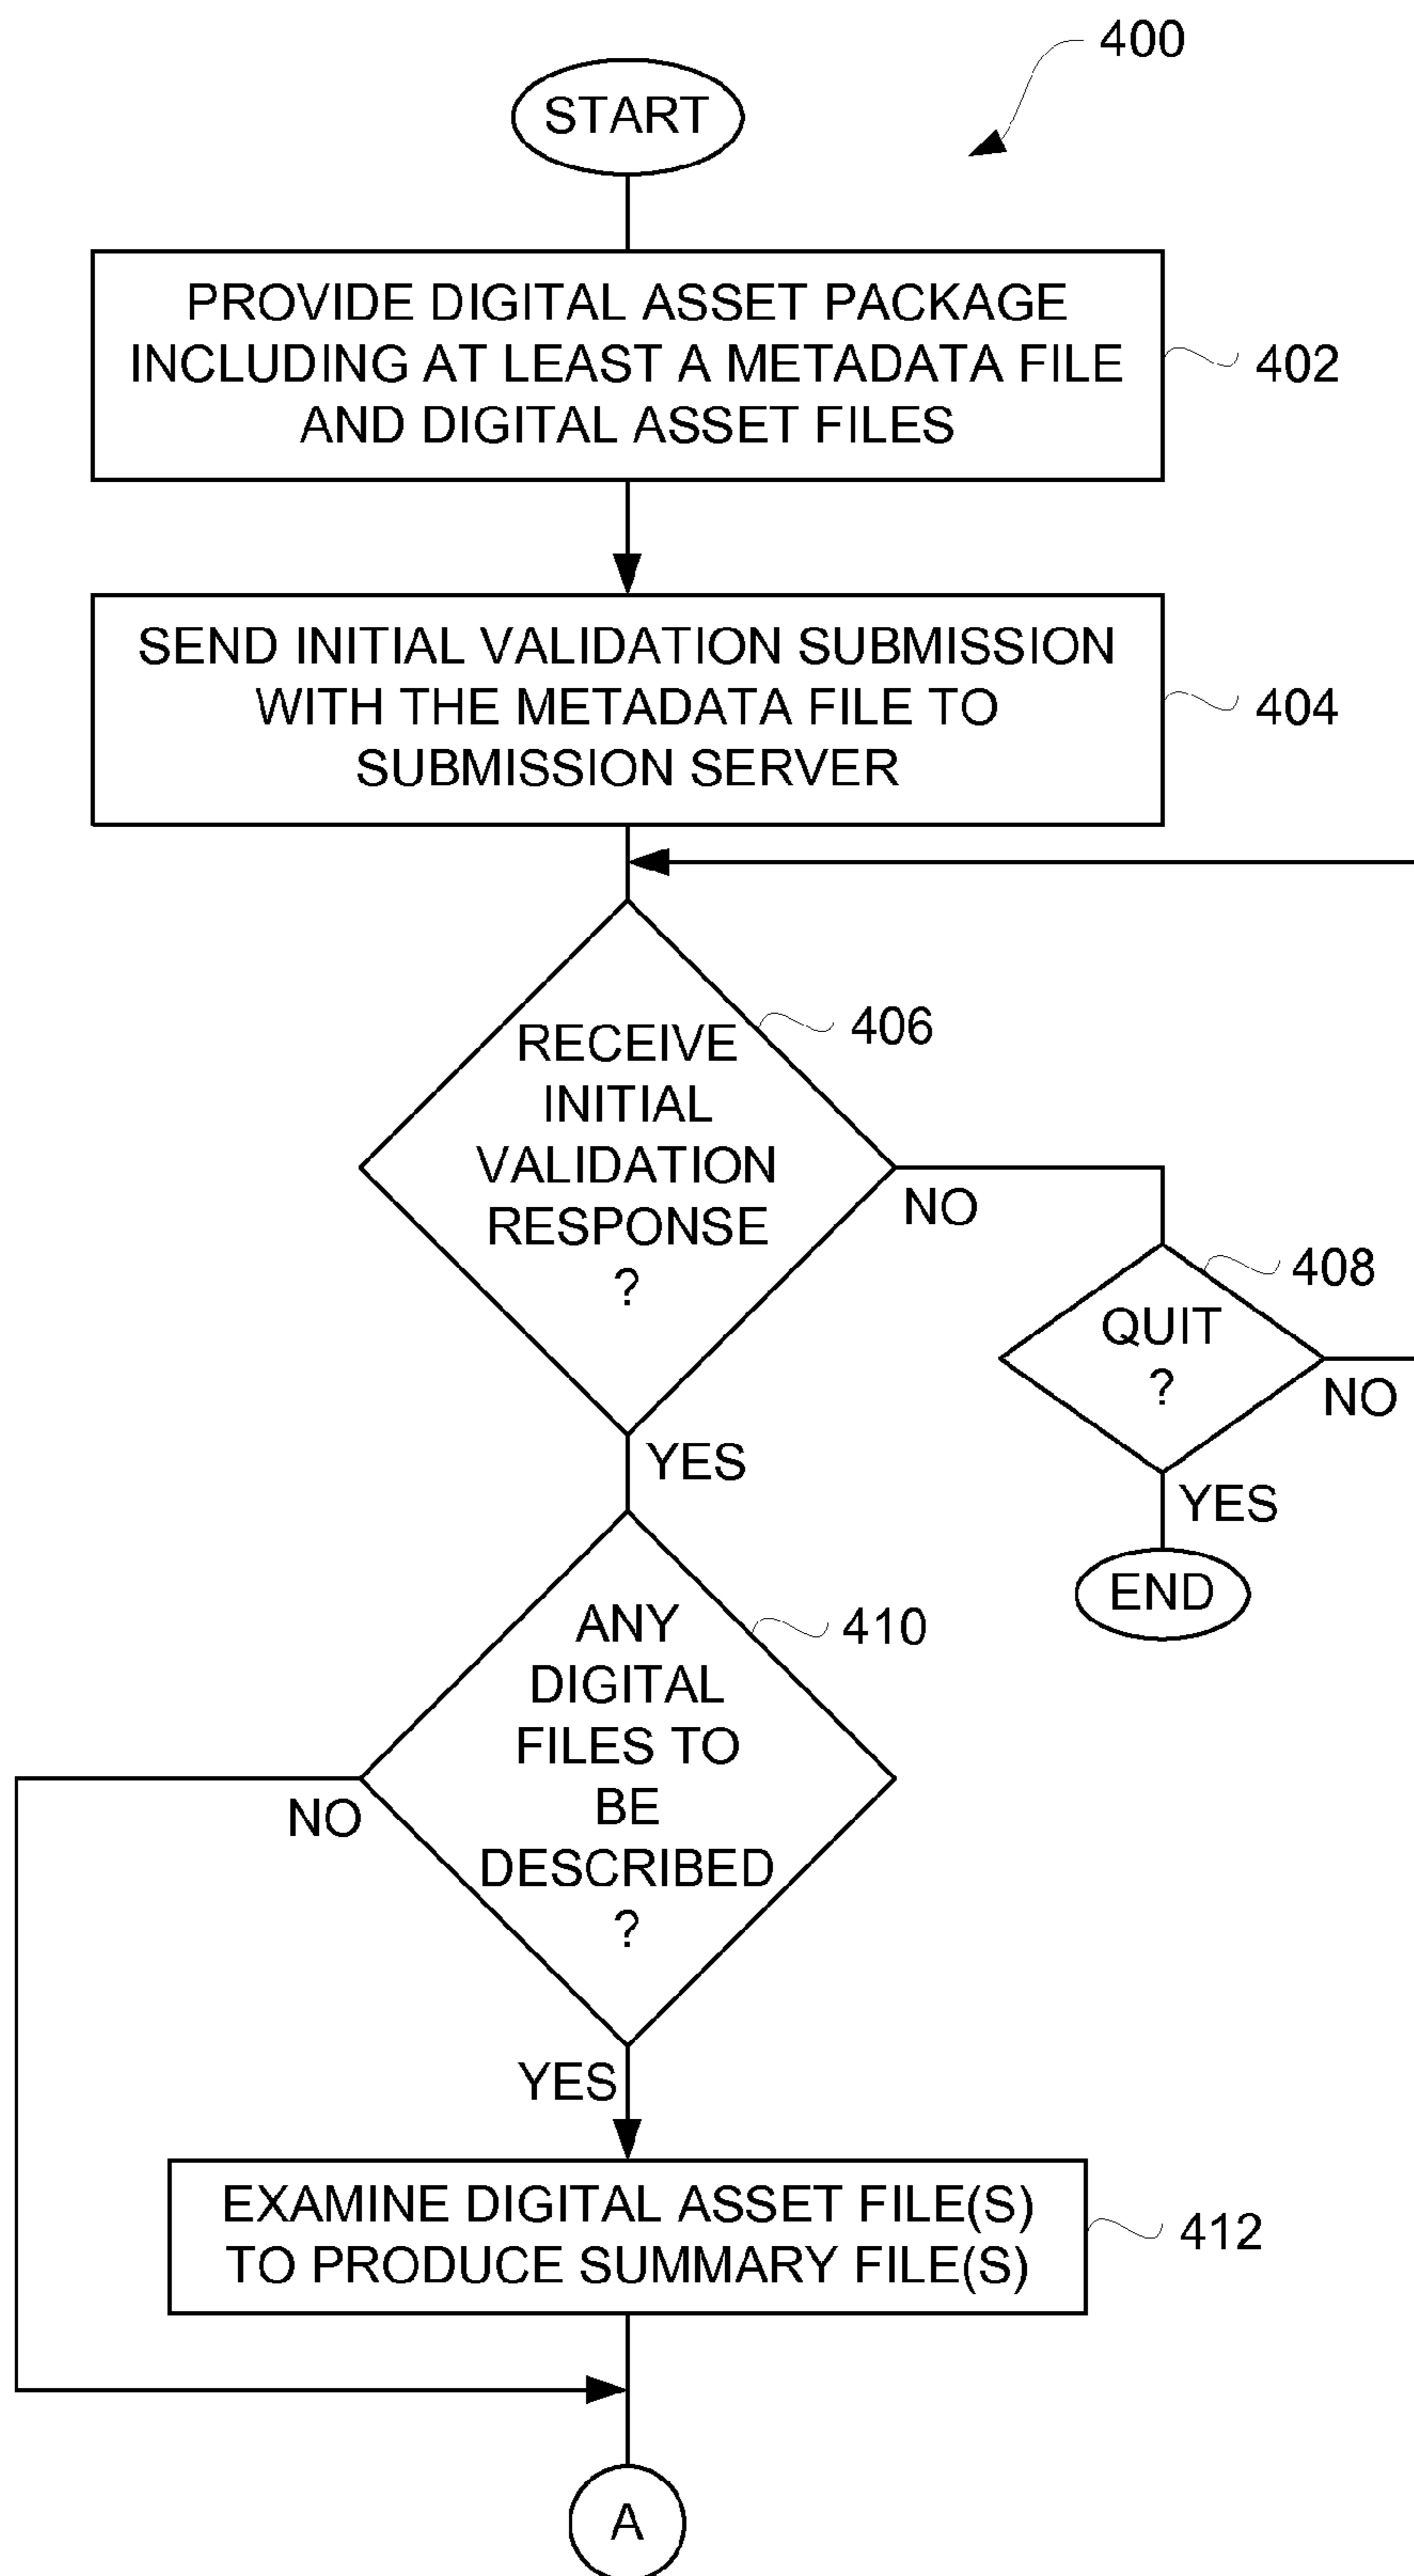 400
START
PROVIDE DIGITAL ASSET PACKAGE
INCLUDING AT LEAST A METADATA FILE
AND DIGITAL ASSET FILES
402
SEND INITIAL VALIDATION SUBMISSION
WITH THE METADATA FILE TO
SUBMISSION SERVER
404
RECEIVE
INITIAL
VALIDATION
RESPONSE
?
406
NO
YES
QUIT
?
408
NO
YES
END
ANY
DIGITAL
FILES TO
BE
DESCRIBED
?
410
NO
YES
EXAMINE DIGITAL ASSET FILE(S)
TO PRODUCE SUMMARY FILE(S)
412
A